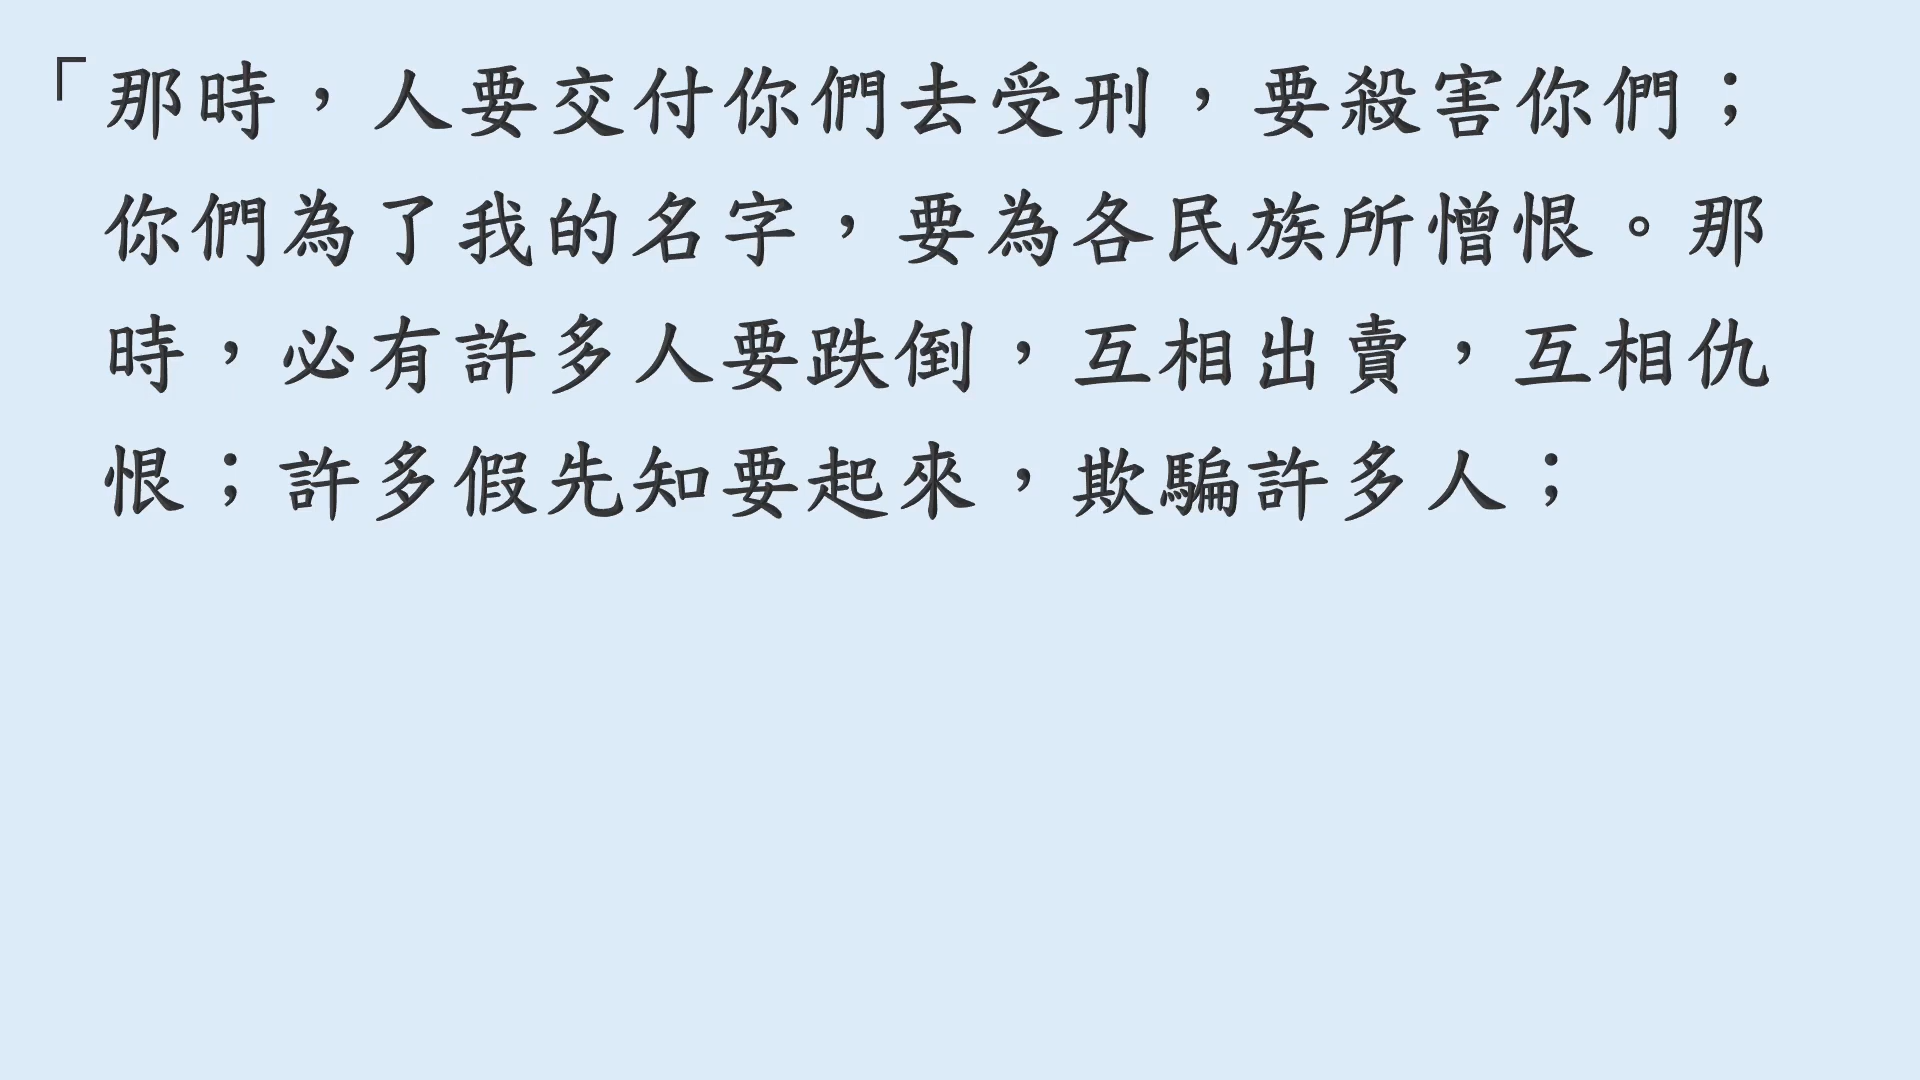 「那時，人要交付你們去受刑，要殺害你們；
你們為了我的名字，要為各民族所憎恨。那
時，必有許多人要跌倒，互相出賣，互相仇
恨；許多假先知要起來，欺騙許多人；